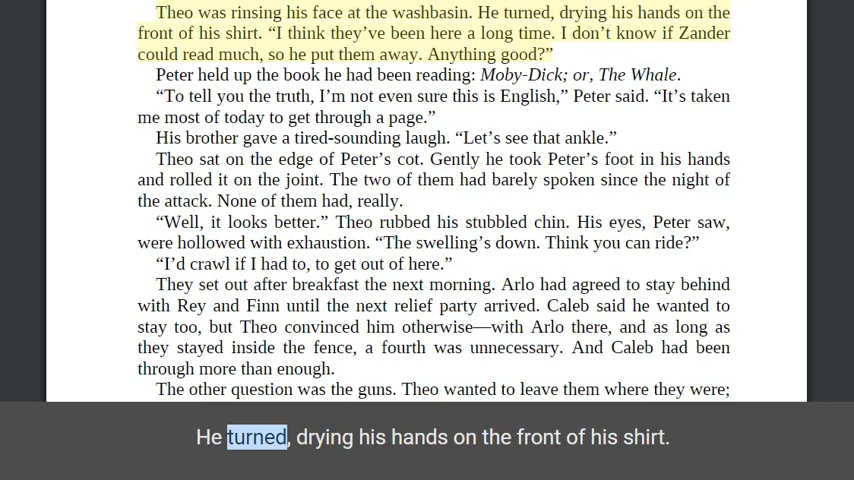 Theo was rinsing his face at the washbasin. He turned, drying his hands on the
front of his shirt. “I think they’ve been here a long time. I don’t know if Zander
could read much, so he put them away. Anything good?”
Peter held up the book he had been reading: Moby-Dick; or, The Whale.
“To tell you the truth, I’m not even sure this is English,” Peter said. “It’s taken
me most of today to get through a page.”
His brother gave a tired-sounding laugh. “Let’s see that ankle.”
Theo sat on the edge of Peter’s cot. Gently he took Peter’s foot in his hands
and rolled it on the joint. The two of them had barely spoken since the night of
the attack. None of them had, really.
“Well, it looks better.” Theo rubbed his stubbled chin. His eyes, Peter saw,
were hollowed with exhaustion. “The swelling’s down. Think you can ride?”
“I’d crawl if I had to, to get out of here.”
They set out after breakfast the next morning. Arlo had agreed to stay behind
with Rey and Finn until the next relief party arrived. Caleb said he wanted to
stay too, but Theo convinced him otherwise—with Arlo there, and as long as
they stayed inside the fence, a fourth was unnecessary. And Caleb had been
through more than enough.
The other question was the guns. Theo wanted to leave them where they were;
He turned, drying his hands on the front of his shirt.